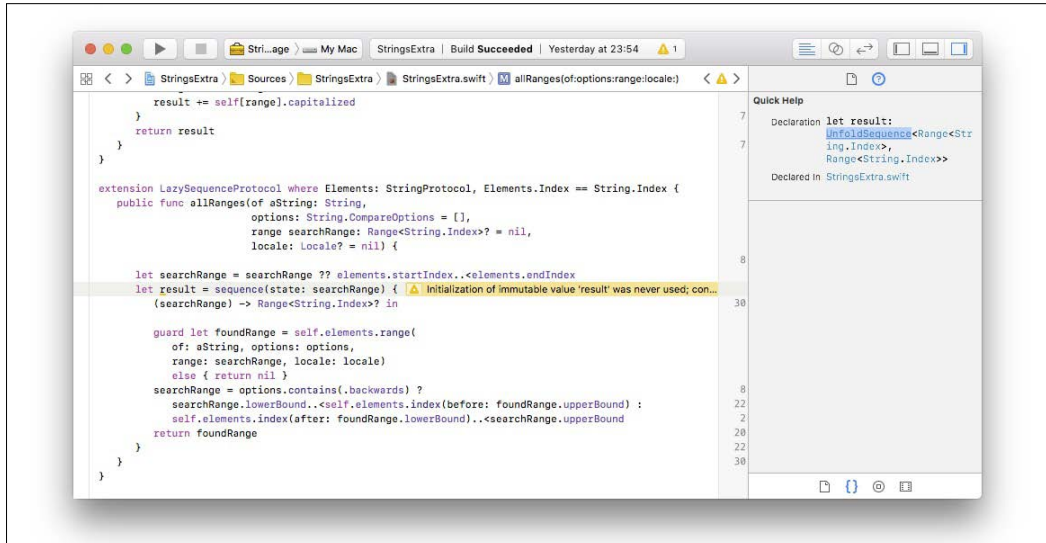 Stri...age 〉 My Mac
StringsExtra | Build Succeeded | Yesterday at 23:54
1
StringsExtra 〉 Sources 〉 StringsExtra 〉 StringsExtra.swift 〉 M allRanges(of:options:range:locale:)
result += self[range].capitalized
}
7
return result
}
7
}
extension LazySequenceProtocol where Elements: StringProtocol, Elements.Index == String.Index {
public func allRanges(of aString: String,
options: String.CompareOptions = [],
range searchRange: Range<String.Index>? = nil,
locale: Locale? = nil) {
8
let searchRange = searchRange ?? elements.startIndex..<elements.endIndex
let result = sequence(state: searchRange) { Initialization of immutable value 'result' was never used; con...
(searchRange) -> Range<String.Index>? in
30
guard let foundRange = self.elements.range(
of: aString, options: options,
range: searchRange, locale: locale)
else { return nil }
searchRange = options.contains(.backwards) ?
8
searchRange.lowerBound..<self.elements.index(before: foundRange.upperBound) :
22
self.elements.index(after: foundRange.lowerBound)..<searchRange.upperBound
2
return foundRange
20
}
22
}
30
}
Quick Help
Declaration let result:
UnfoldSequence<Range<Str
ing.Index>,
Range<String.Index>>
Declared In StringsExtra.swift
{}